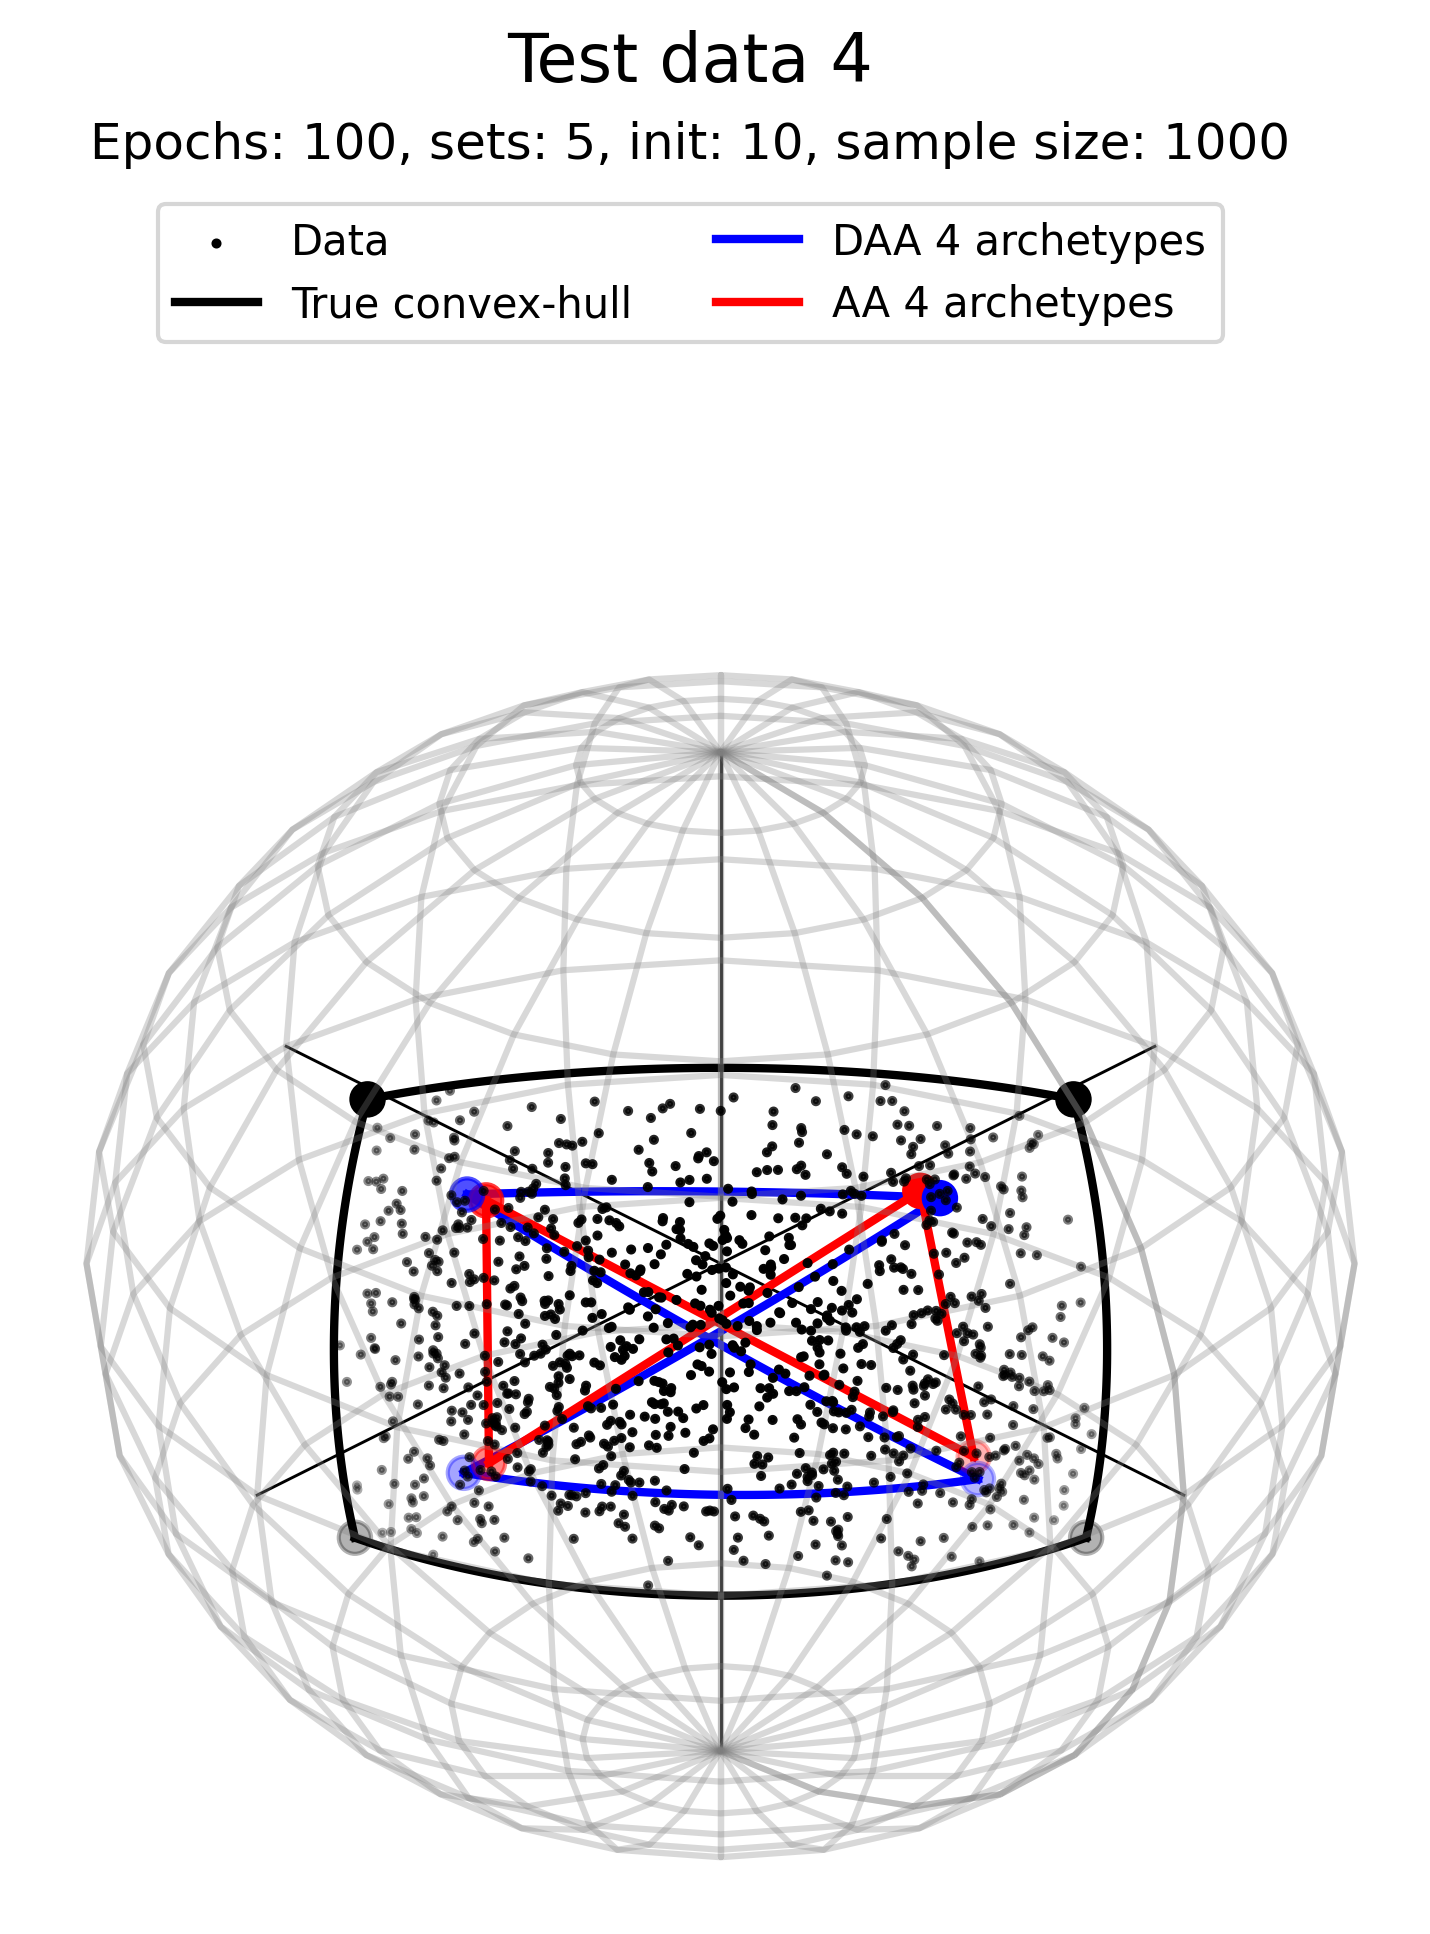 Test data 4
Epochs: 100, sets: 5, init: 10, sample size: 1000
Data
True convex-hull
DAA 4 archetypes
AA 4 archetypes